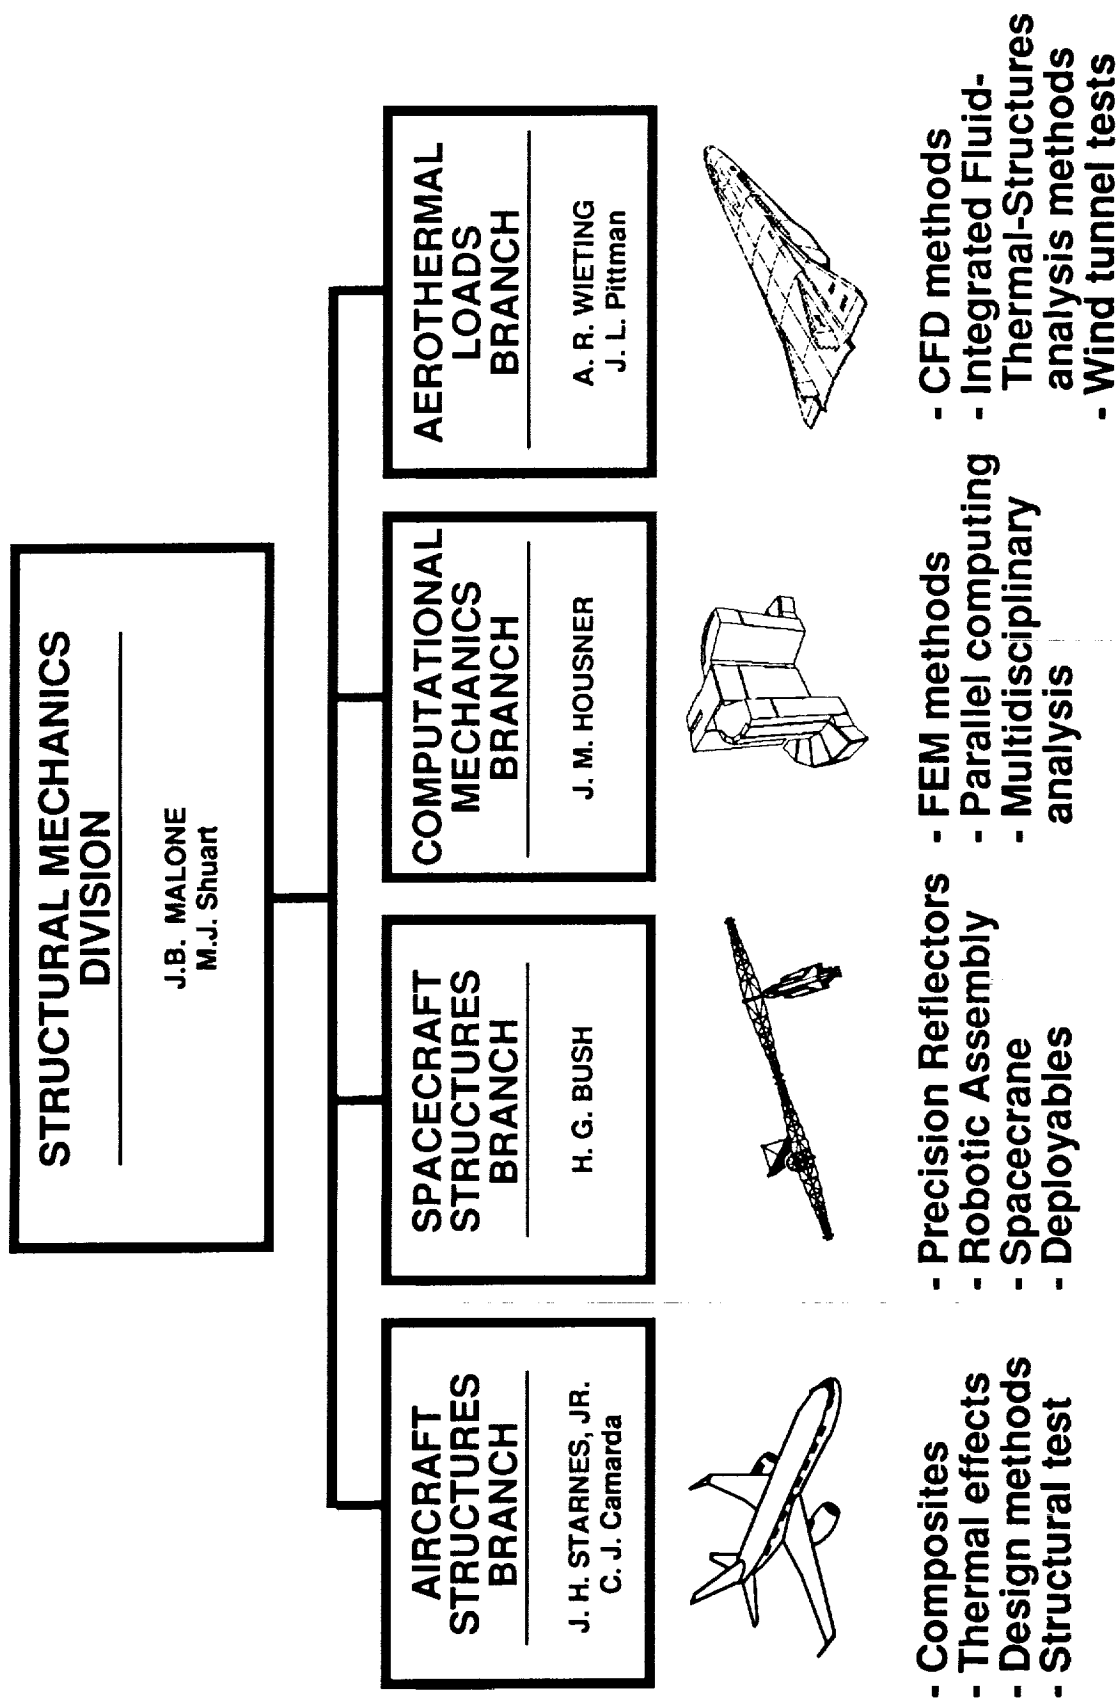 STRUCTURAL MECHANICS
DIVISION
J.B. MALONE
M.J. Shuart
AIRCRAFT
STRUCTURES
BRANCH
J. H. STARNES, JR.
C. J. Camarda
- Composites
- Thermal effects
- Design methods
- Structural test
SPACECRAFT
STRUCTURES
BRANCH
H. G. BUSH
- Precision Reflectors
- Robotic Assembly
- Spacecrane
- Deployables
COMPUTATIONAL
MECHANICS
BRANCH
J. M. HOUSNER
- FEM methods
- Parallel computing
- Multidisciplinary
analysis
AEROTHERMAL
LOADS
BRANCH
A. R. WIETING
J. L. Pittman
- CFD methods
- Integrated Fluid-
Thermal-Structures
analysis methods
- Wind tunnel tests